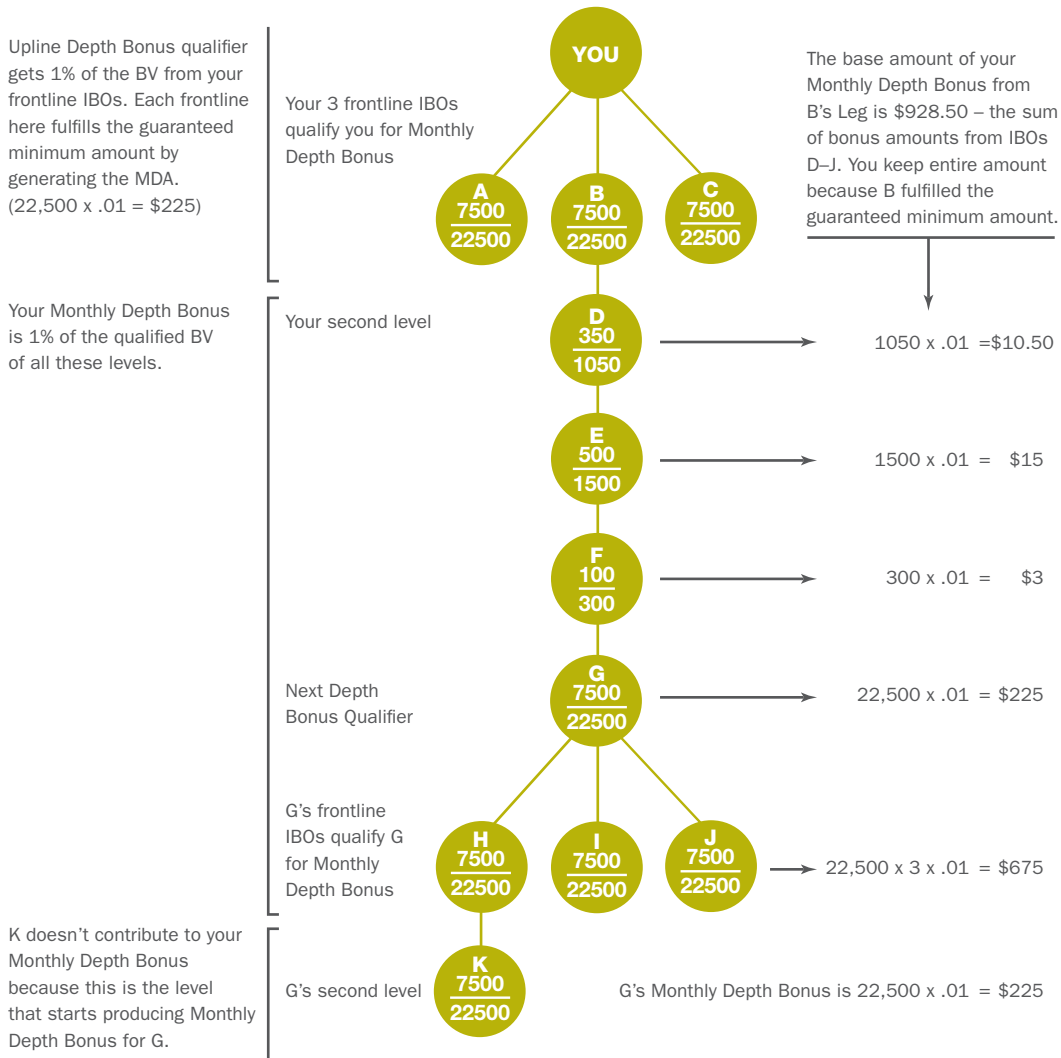 Upline Depth Bonus qualifier
gets 1% of the BV from your
frontline IBOs. Each frontline
here fulfills the guaranteed
minimum amount by
generating the MDA.
(22,500 x .01 = $225)
Your 3 frontline IBOs
qualify you for Monthly
Depth Bonus
YOU
The base amount of your
Monthly Depth Bonus from
B’s Leg is $928.50 – the sum
of bonus amounts from IBOs
D–J. You keep entire amount
because B fulfilled the
guaranteed minimum amount.
A
7500
22500
B
7500
22500
C
7500
22500
Your Monthly Depth Bonus
is 1% of the qualified BV
of all these levels.
Your second level
D
350
1050
1050 x .01 =$10.50
E
500
1500
1500 x .01 = $15
F
100
300
300 x .01 = $3
Next Depth
Bonus Qualifier
G
7500
22500
22,500 x .01 = $225
G’s frontline
IBOs qualify G
for Monthly
Depth Bonus
H
7500
22500
I
7500
22500
J
7500
22500
22,500 x 3 x .01 = $675
K doesn’t contribute to your
Monthly Depth Bonus
because this is the level
that starts producing Monthly
Depth Bonus for G.
G’s second level
K
7500
22500
G’s Monthly Depth Bonus is 22,500 x .01 = $225